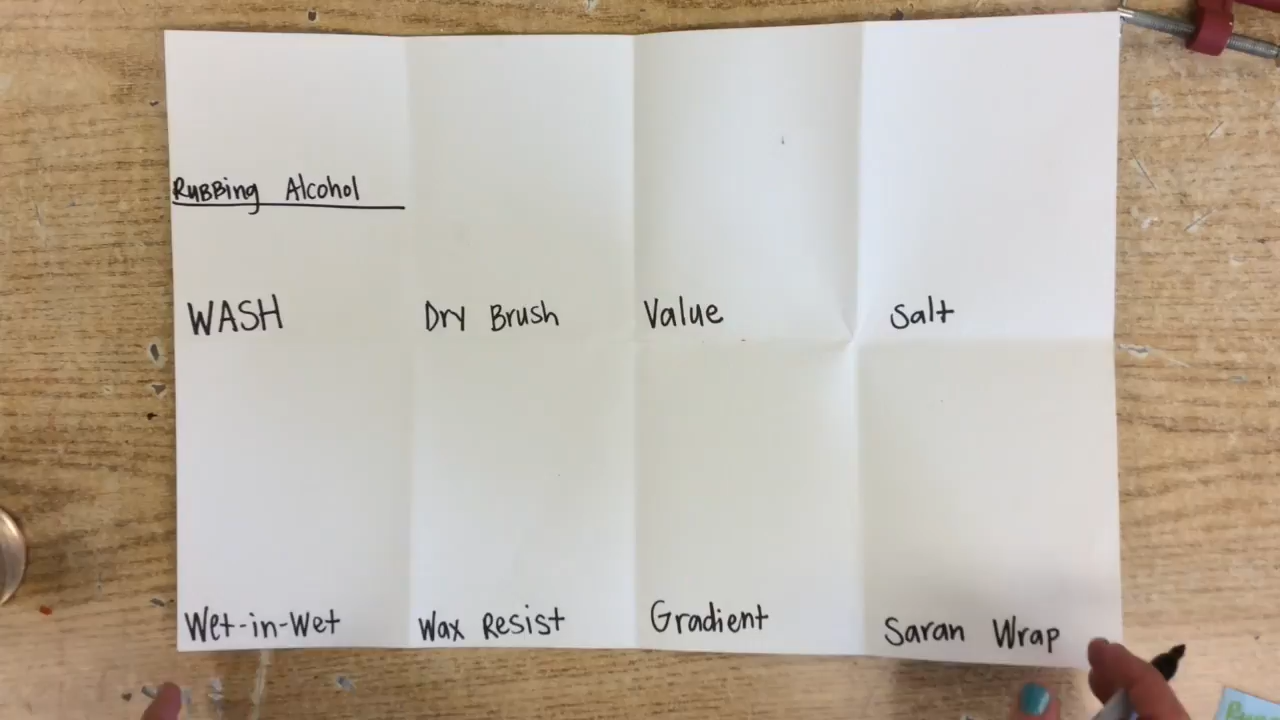 RuBBing Alcohol
WASH
Dry Brush
Value
Salt
Wet-in-Wet
Wax Resist
Gradient
Saran Wrap